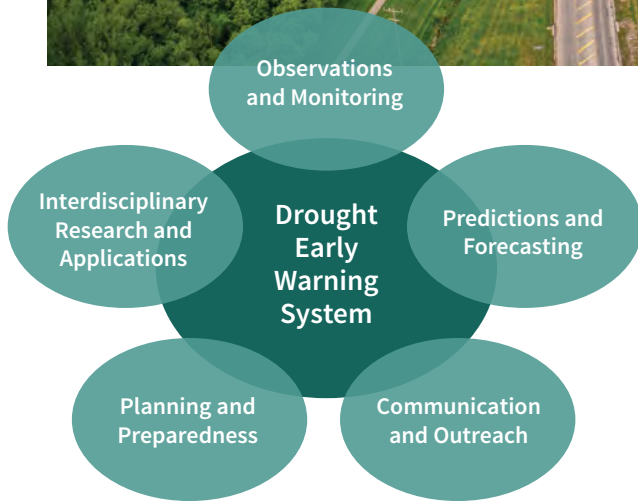 Observations
and Monitoring
Interdisciplinary
Research and
Applications
Drought
Early
Warning
System
Predictions and
Forecasting
Planning and
Preparedness
Communication
and Outreach